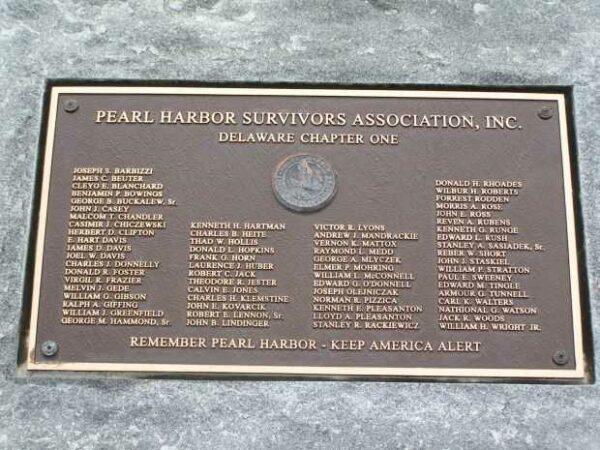 PEARL HARBOR SURVIVORS ASSOCIATION, INC.
DELAWARE CHAPTER ONE
JOSEPH S. BARBIZZI
JAMES C. BEUTER
CLEYO E. BLANCHARD
BENJAMIN P. BOWINGS
GEORGE B. BUCKALEW, Sr.
JOHN J. CASEY
MALCOM T. CHANDLER
CASIMIR J. CHICZEWSKI
HERBERT D. CLIFTON
E. HART DAVIS
JAMES D. DAVIS
JOEL W. DAVIS
CHARLES J. DONNELLY
DONALD R. FOSTER
VIRGIL R. FRAZIER
MELVIN J. GEDE
WILLIAM G. GIBSON
RALPH A. GIFFING
WILLIAM J. GREENFIELD
GEORGE M. HAMMOND, Sr.
KENNETH H. HARTMAN
CHARLES B. HEITE
THAD W. HOLLIS
DONALD L. HOPKINS
FRANK G. HORN
LAURENCE J. HUBER
ROBERT C. JACK
THEODORE R. JESTER
CALVIN E. JONES
CHARLES H. KLEMSTINE
JOHN E. KOVARCIK
ROBERT E. LENNON, Sr.
JOHN B. LINDINGER
VICTOR R. LYONS
ANDREW J. MANDRACKIE
VERNON K. MATTOX
RAYMOND L. MEDD
GEORGE A. MLYCZEK
ELMER P. MOHRING
WILLIAM L. McCONNELL
EDWARD G. O'DONNELL
JOSEPH OLEJNICZAK
NORMAN R. PIZZICA
KENNETH E. PLEASANTON
LLOYD A. PLEASANTON
STANLEY R. RACKIEWICZ
DONALD H. RHOADES
WILBUR H. ROBERTS
FORREST RODDEN
MORRIS A. ROSE
JOHN E. ROSS
REVEN A. RUBENS
KENNETH G. RUNGE
EDWARD L. RUSH
STANLEY A. SASIADEK, Sr.
REBER W. SHORT
JOHN J. STASKIEL
WILLIAM P. STRATTON
PAUL E. SWEENEY
EDWARD M. TINGLE
ARMOUR G. TUNNELL
CARL K. WALTERS
NATHIONAL G. WATSON
JACK R. WOODS
WILLIAM H. WRIGHT JR.
REMEMBER PEARL HARBOR - KEEP AMERICA ALERT